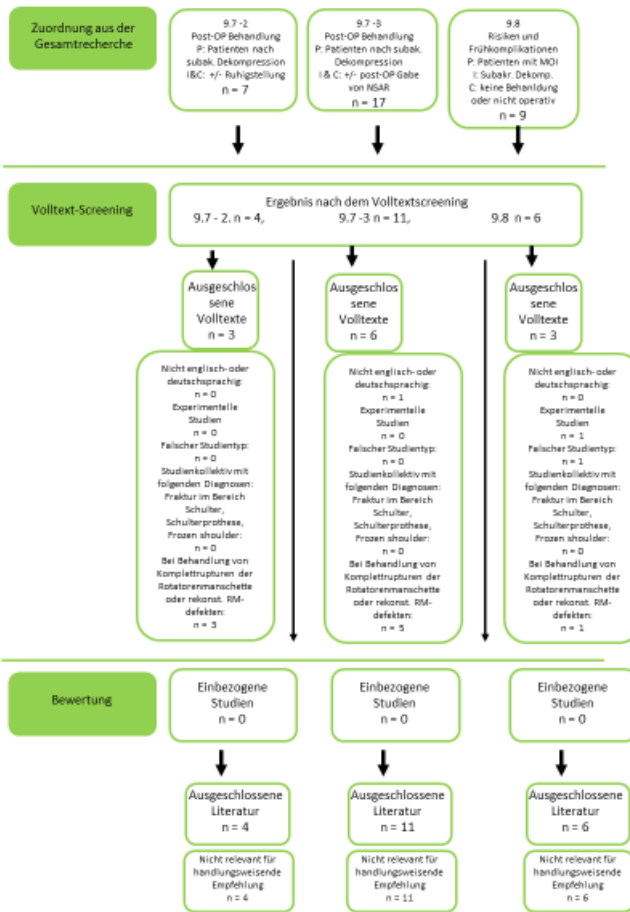 Zuordnung aus der
Gesamtrecherche
9.7 -2
Post-OP Behandlung
P: Patienten nach
subak. Dekompression
I&C: +/- Ruhigstellung
n = 7
9.7 -3
Post-OP Behandlung
P: Patienten nach subak.
Dekompression
I & C: +/- post-OP Gabe
von NSAR
n = 17
9.8
Risiken und
Frühkomplikationen
P: Patienten mit MOI
I: Subakr. Dekomp.
C: keine Behanldung
oder nicht operativ
n = 9
Volltext-Screening
Ergebnis nach dem Volltextscreening
9.7 - 2. n = 4, 9.7 -3 n = 11, 9.8 n = 6
Ausgeschlos
sene
Volltexte
n = 3
Ausgeschlos
sene
Volltexte
n = 6
Ausgeschlos
sene
Volltexte
n = 3
Nicht englisch- oder
deutschsprachig:
n = 0
Experimentelle
Studien
n = 0
Falscher Studientyp:
n = 0
Studienkollektiv mit
folgenden Diagnosen:
Fraktur im Bereich
Schulter,
Schulterprothese,
Frozen shoulder:
n = 0
Bei Behandlung von
Komplettrupturen der
Rotatorenmanschette
oder rekonst. RM-
defekten:
n = 3
Nicht englisch- oder
deutschsprachig:
n = 1
Experimentelle
Studien
n = 0
Falscher Studientyp:
n = 0
Studienkollektiv mit
folgenden Diagnosen:
Fraktur im Bereich
Schulter,
Schulterprothese,
Frozen shoulder:
n = 0
Bei Behandlung von
Komplettrupturen der
Rotatorenmanschette
oder rekonst. RM-
defekten:
n = 5
Nicht englisch- oder
deutschsprachig:
n = 0
Experimentelle
Studien
n = 1
Falscher Studientyp:
n = 1
Studienkollektiv mit
folgenden Diagnosen:
Fraktur im Bereich
Schulter,
Schulterprothese,
Frozen shoulder:
n = 0
Bei Behandlung von
Komplettrupturen der
Rotatorenmanschette
oder rekonst. RM-
defekten:
n = 1
Bewertung
Einbezogene
Studien
n = 0
Einbezogene
Studien
n = 0
Einbezogene
Studien
n = 0
Ausgeschlossene
Literatur
n = 4
Ausgeschlossene
Literatur
n = 11
Ausgeschlossene
Literatur
n = 6
Nicht relevant für
handlungsweisende
Empfehlung
n = 4
Nicht relevant für
handlungsweisende
Empfehlung
n = 11
Nicht relevant für
handlungsweisende
Empfehlung
n = 6